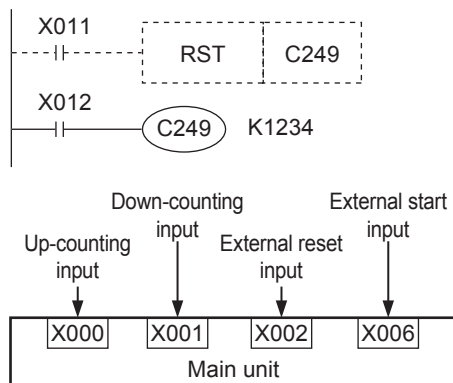 X011
RST C249
X012
C249 K1234
Down-counting input
External start input
Up-counting input
External reset input
X000 X001 X002 X006
Main unit